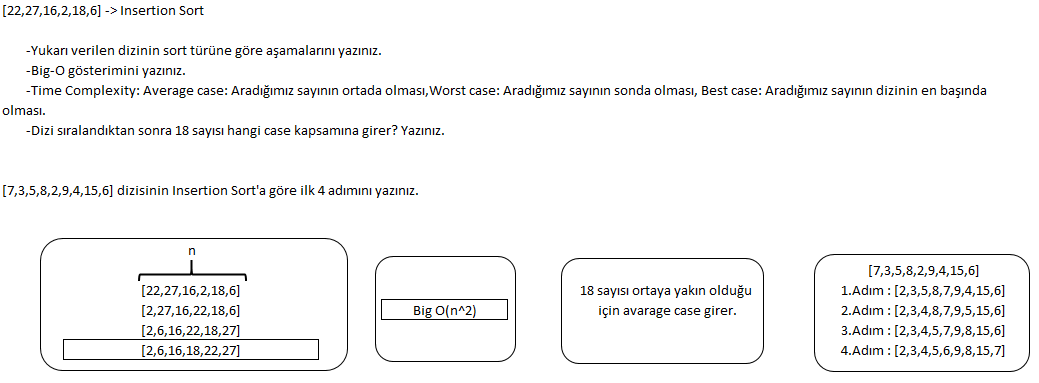 [22,27,16,2,18,6] -> Insertion Sort
-Yukarı verilen dizinin sort türüne göre aşamalarını yazınız.
-Big-O gösterimini yazınız.
-Time Complexity: Average case: Aradığımız sayının ortada olması,Worst case: Aradığımız sayının sonda olması, Best case: Aradığımız sayının dizinin en başında
olması.
-Dizi sıralandıktan sonra 18 sayısı hangi case kapsamına girer? Yazınız.
[7,3,5,8,2,9,4,15,6] dizisinin Insertion Sort'a göre ilk 4 adımını yazınız.
n
[22,27,16,2,18,6]
[2,27,16,22,18,6]
[2,6,16,22,18,27]
[2,6,16,18,22,27]
Big O(n^2)
18 sayısı ortaya yakın olduğu
için avarage case girer.
[7,3,5,8,2,9,4,15,6]
1.Adım : [2,3,5,8,7,9,4,15,6]
2.Adım : [2,3,4,8,7,9,5,15,6]
3.Adım : [2,3,4,5,7,9,8,15,6]
4.Adım : [2,3,4,5,6,9,8,15,7]